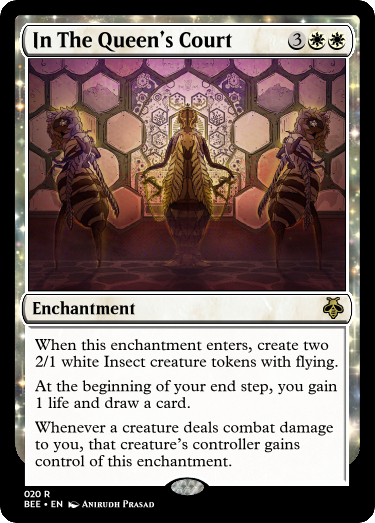 In The Queen's Court 3
Enchantment
When this enchantment enters, create two
2/1 white Insect creature tokens with flying.
At the beginning of your end step, you gain
1 life and draw a card.
Whenever a creature deals combat damage
to you, that creature's controller gains
control of this enchantment.
020 R
BEE • EN Anirudh Prasad